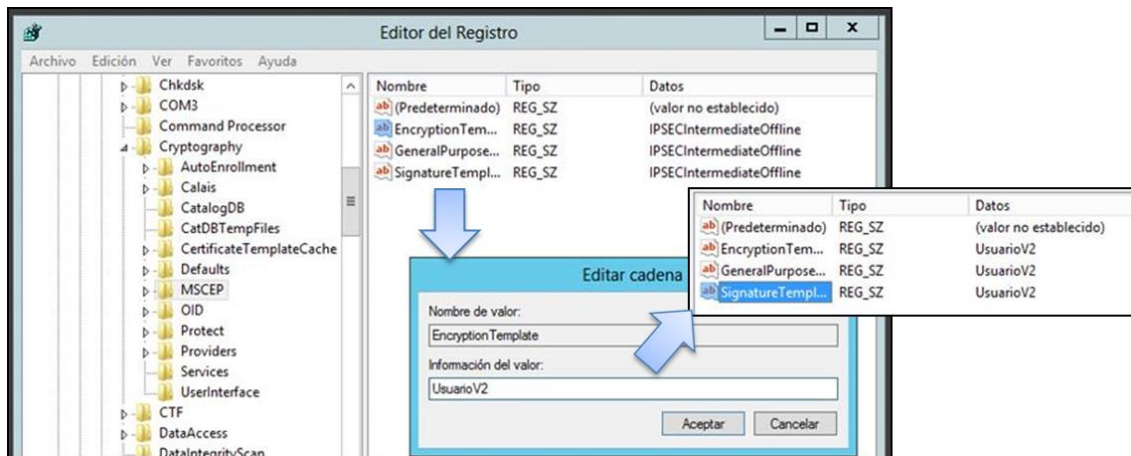 Editor del Registro
Archivo Edición Ver Favoritos Ayuda
Chkdsk
COM3
Command Processor
Cryptography
AutoEnrollment
Calais
CatalogDB
CatDBTempFiles
CertificateTemplateCache
Defaults
MSCEP
OID
Protect
Providers
Services
UserInterface
CTF
DataAccess
DataIntegrityScan
Nombre Tipo Datos
(Predeterminado) REG_SZ (valor no establecido)
EncryptionTem... REG_SZ IPSECIntermediateOffline
GeneralPurpose... REG_SZ IPSECIntermediateOffline
SignatureTempl... REG_SZ IPSECIntermediateOffline
Editar cadena
Nombre de valor:
EncryptionTemplate
Información del valor:
UsuarioV2
Aceptar Cancelar
Nombre Tipo Datos
(Predeterminado) REG_SZ (valor no establecido)
EncryptionTem... REG_SZ UsuarioV2
GeneralPurpose... REG_SZ UsuarioV2
SignatureTempl... REG_SZ UsuarioV2